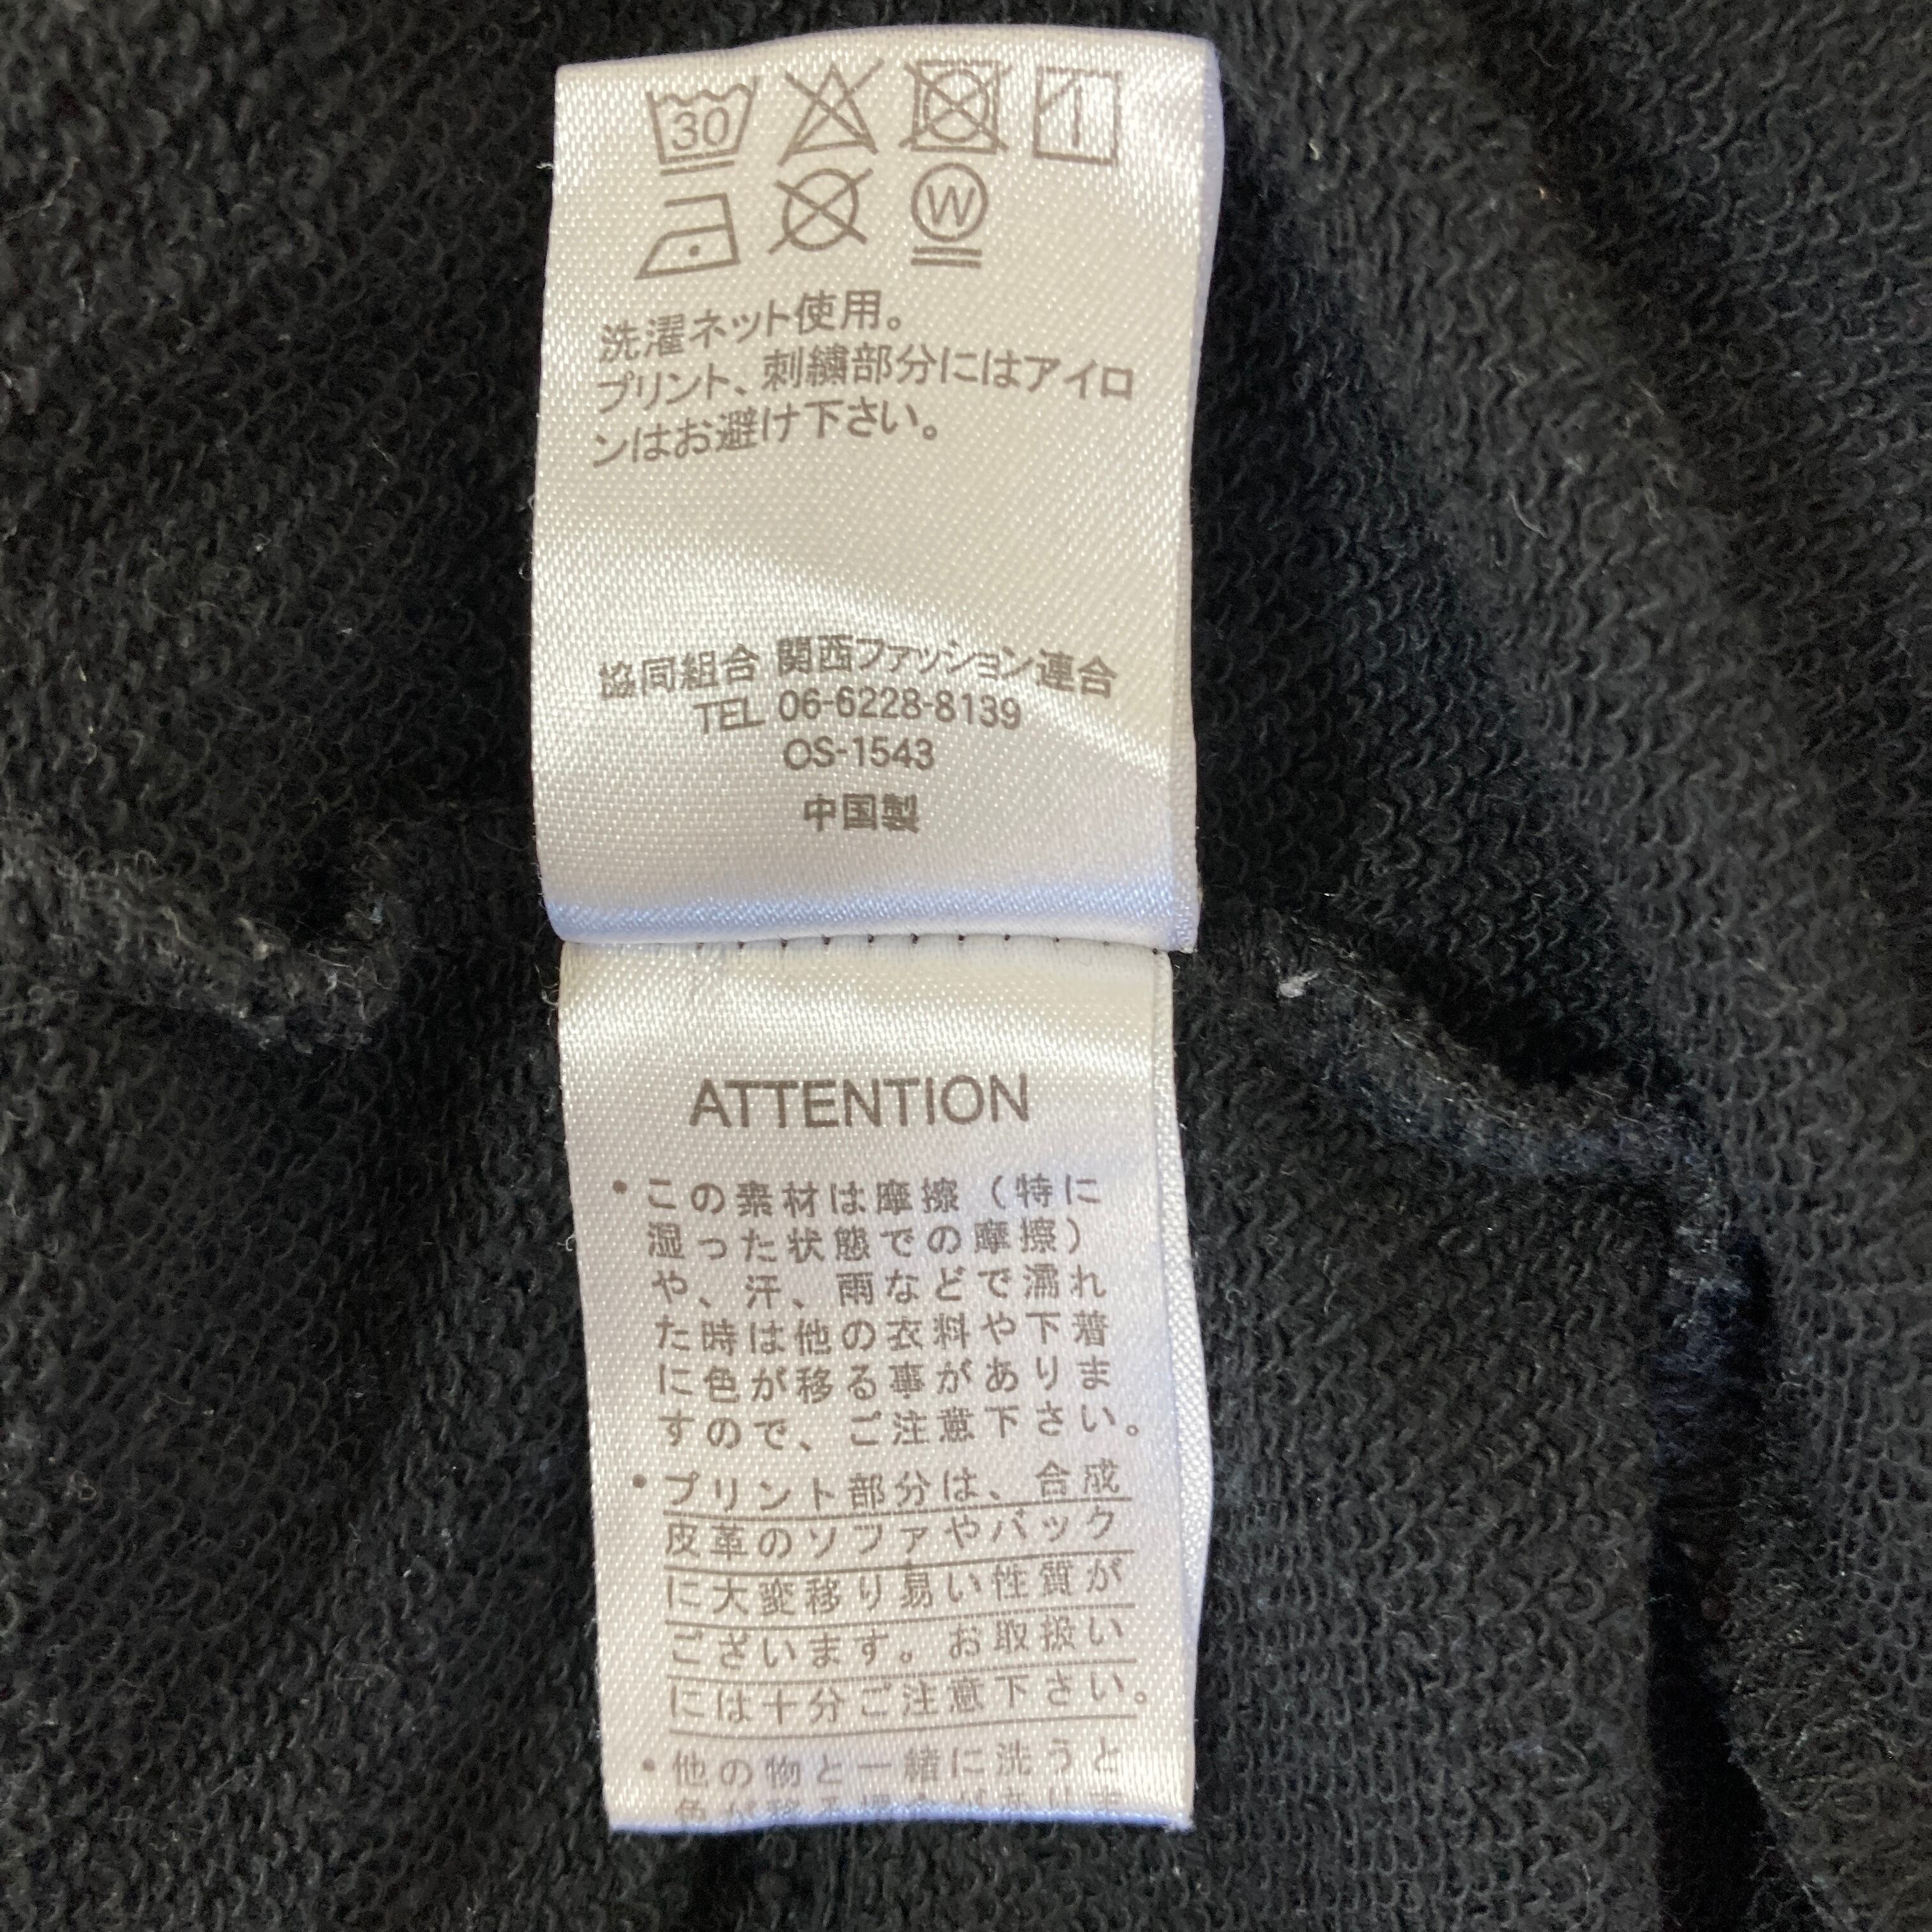 30
W
洗濯ネット使用。
プリント、刺繍部分にはアイロ
ンはお避け下さい。
協同組合 関西ファッション連合
TEL 06-6228-8139
OS-1543
中国製
ATTENTION
・この素材は摩擦（特に
湿った状態での摩擦）
や、汗、雨などで濡れ
た時は他の衣料や下着
に色が移る事がありま
すので、ご注意下さい。
・プリント部分は、合成
皮革のソファやバック
に大変移り易い性質が
ございます。お取扱い
には十分ご注意下さい。
・他の物と一緒に洗うと